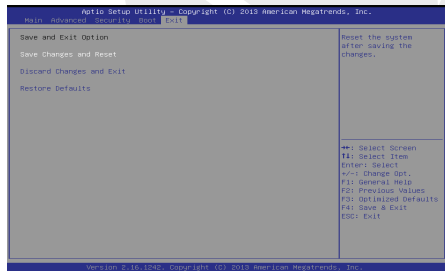 Aptio Setup Utility – Copyright (C) 2013 American Megatrends, Inc.
Main Advanced Security Boot Exit
Save and Exit Option
Save Changes and Reset
Discard Changes and Exit
Restore Defaults
Reset the system
after saving the
changes.
→←: Select Screen
↑↓: Select Item
Enter: Select
+/-: Change Opt.
F1: General Help
F2: Previous Values
F3: Optimized Defaults
F4: Save & Exit
ESC: Exit
Version 2.16.1242. Copyright (C) 2013 American Megatrends, Inc.